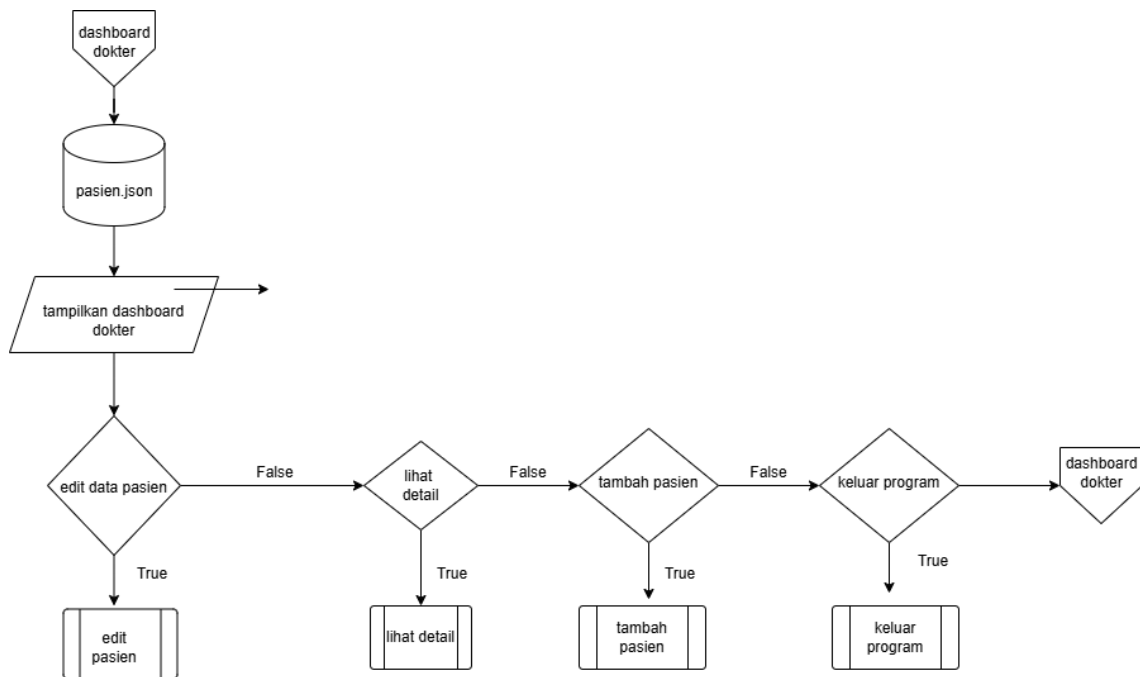 dashboard
dokter
pasien.json
tampilkan dashboard
dokter
edit data pasien
False
lihat
detail
False
tambah pasien
False
keluar program
dashboard
dokter
True
True
True
True
edit
pasien
lihat detail
tambah
pasien
keluar
program